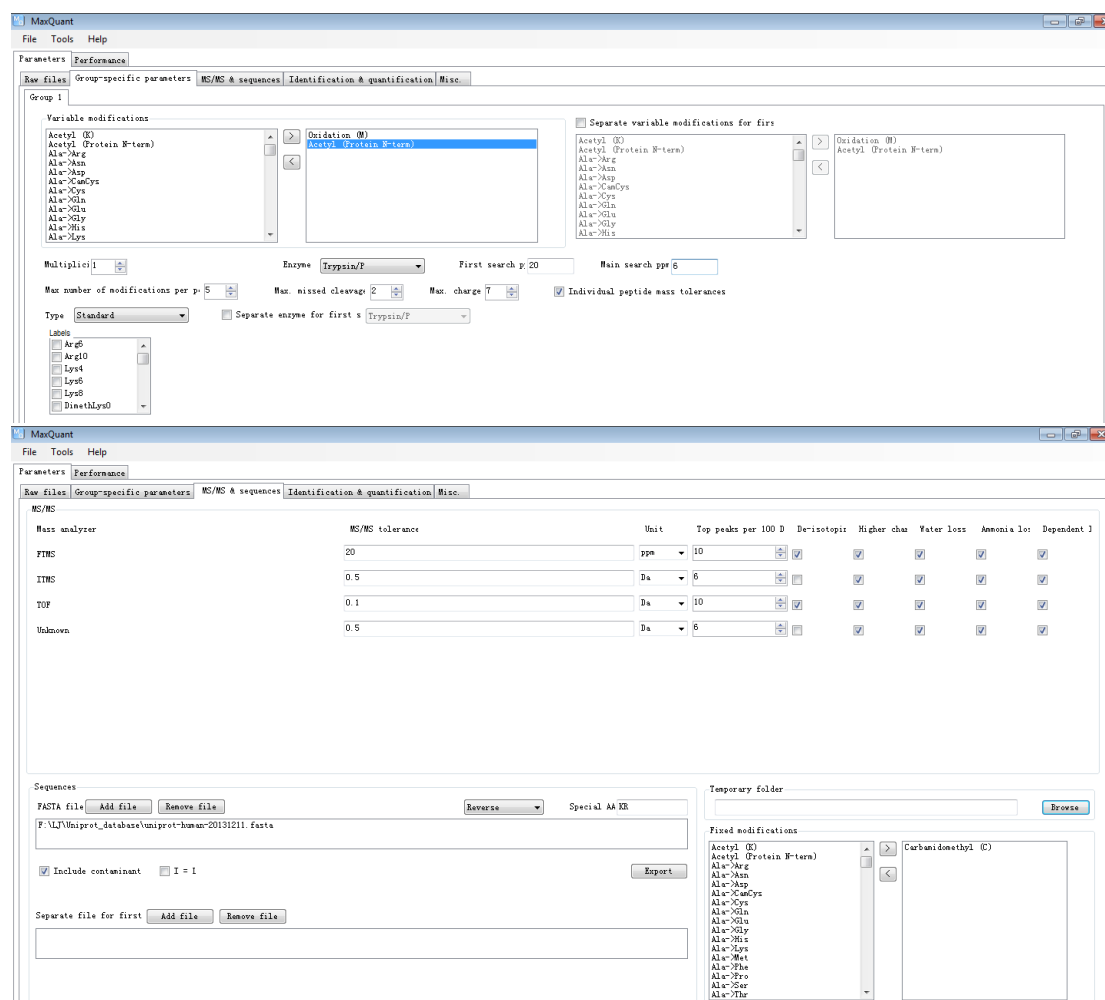 MaxQuant
File Tools Help
Parameters Performance
Raw files Group-specific parameters MS/MS & sequences Identification & quantification Misc.
Group 1
Variable modifications
Acetyl (K)
Acetyl (Protein N-term)
Ala->Arg
Ala->Asn
Ala->Asp
Ala->CamCys
Ala->Cys
Ala->Gln
Ala->Glu
Ala->Gly
Ala->His
Ala->Lys
>
<
Oxidation (M)
Acetyl (Protein N-term)
Separate variable modifications for firs
Acetyl (K)
Acetyl (Protein N-term)
Ala->Arg
Ala->Asn
Ala->Asp
Ala->CamCys
Ala->Cys
Ala->Gln
Ala->Glu
Ala->Gly
Ala->His
>
<
Oxidation (M)
Acetyl (Protein N-term)
Multiplici 1 Enzyme Trypsin/P First search p 20 Main search ppm 6
Max number of modifications per p 5 Max. missed cleavage 2 Max. charge 7 Individual peptide mass tolerances
Type Standard Separate enzyme for first s Trypsin/P
Labels
Arg6
Arg10
Lys4
Lys6
Lys8
DimethLys0
MaxQuant
File Tools Help
Parameters Performance
Raw files Group-specific parameters MS/MS & sequences Identification & quantification Misc.
MS/MS
Mass analyzer MS/MS tolerance Unit Top peaks per 100 D De-isotopi Higher cha Water loss Ammonia lo Dependent
FTMS 20 ppm 10
ITMS 0.5 Da 6
TOF 0.1 Da 10
Unknown 0.5 Da 6
Sequences
FASTA file Add file Remove file Reverse Special AA KR
F:\LJ\Uniprot_database\uniprot-human-20131211.fasta
Include contaminant I = l
Export
Separate file for first Add file Remove file
Temporary folder
Browse
Fixed modifications
Acetyl (K)
Acetyl (Protein N-term)
Ala->Arg
Ala->Asn
Ala->Asp
Ala->CamCys
Ala->Cys
Ala->Gln
Ala->Glu
Ala->Gly
Ala->His
Ala->Lys
Ala->Met
Ala->Phe
Ala->Pro
Ala->Ser
Ala->Thr
>
<
Carbamidomethyl (C)